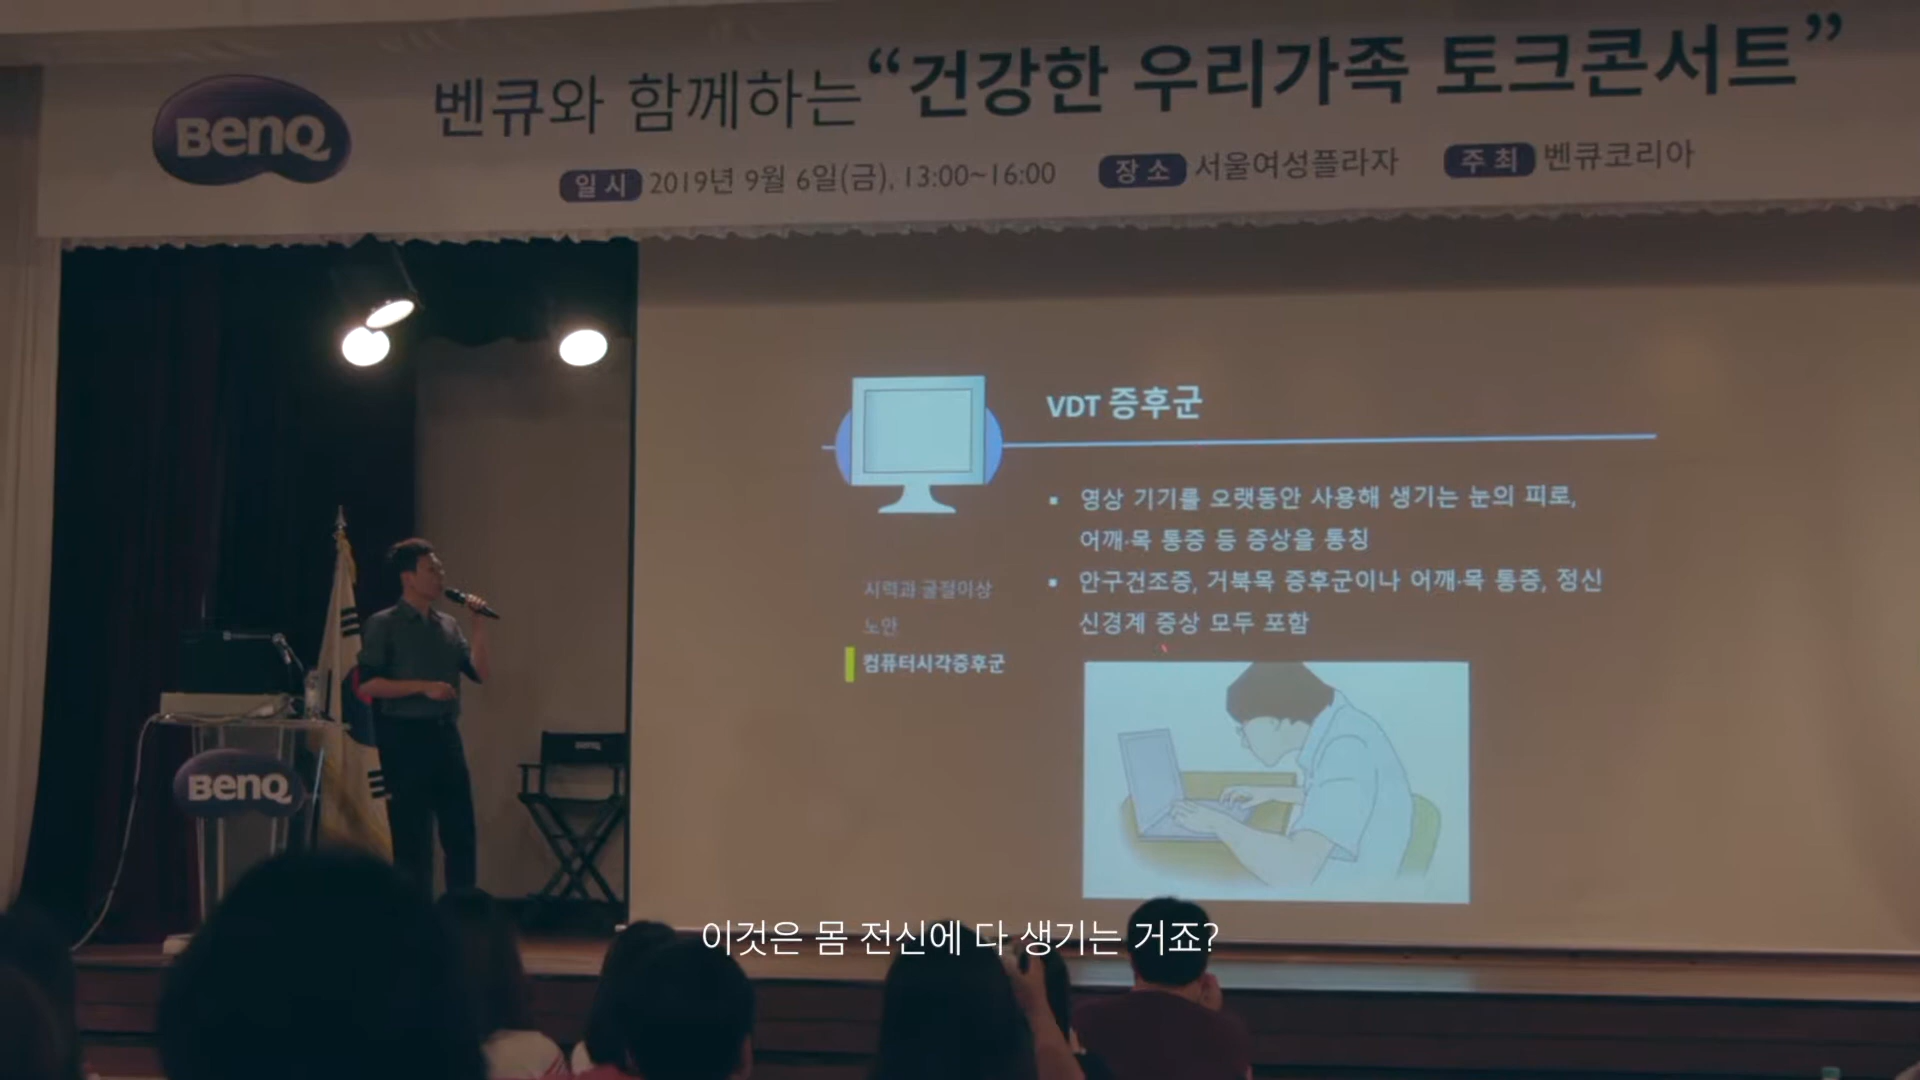 BenQ
벤큐와 함께하는 “건강한 우리가족 토크콘서트”
일 시 2019년 9월 6일(금), 13:00~16:00 장 소 서울여성플라자 주 최 벤큐코리아
VDT 증후군
▪ 영상 기기를 오랫동안 사용해 생기는 눈의 피로,
어깨·목 통증 등 증상을 통칭
▪ 안구건조증, 거북목 증후군이나 어깨·목 통증, 정신
신경계 증상 모두 포함
시력과 굴절이상
노안
컴퓨터시각증후군
BenQ
BenQ
이것은 몸 전신에 다 생기는 거죠?